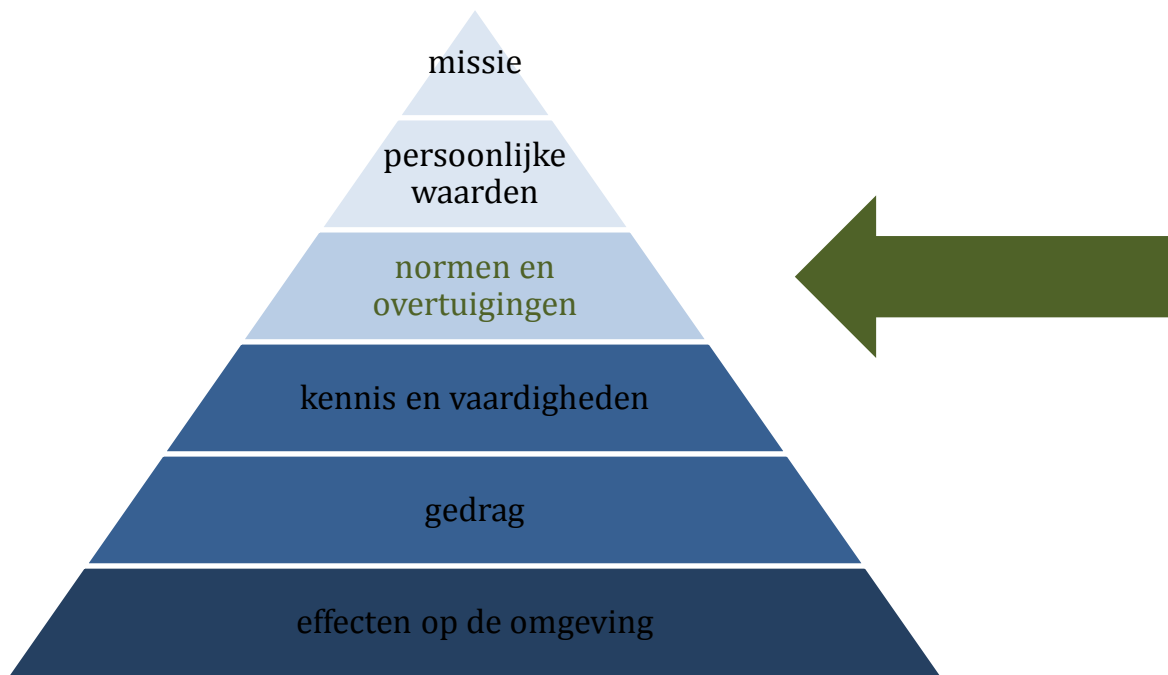 missie
persoonlijke
waarden
normen en
overtuigingen
kennis en vaardigheden
gedrag
effecten op de omgeving